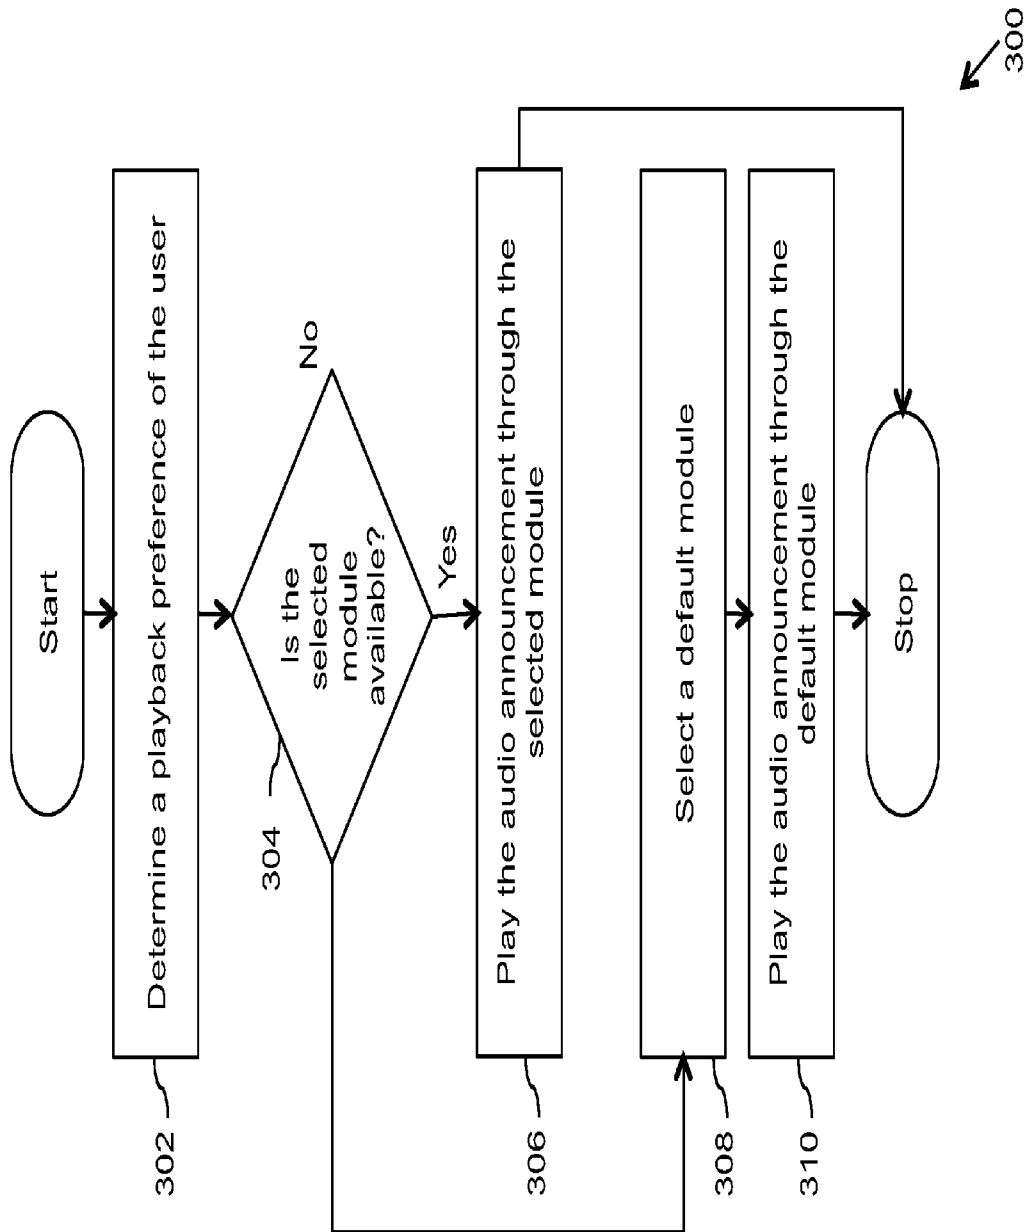 300
Start
302
Determine a playback preference of the user
304
Is the
selected
module
available?
No
Yes
306
Play the audio announcement through the
selected module
308
Select a default module
310
Play the audio announcement through the
default module
Stop